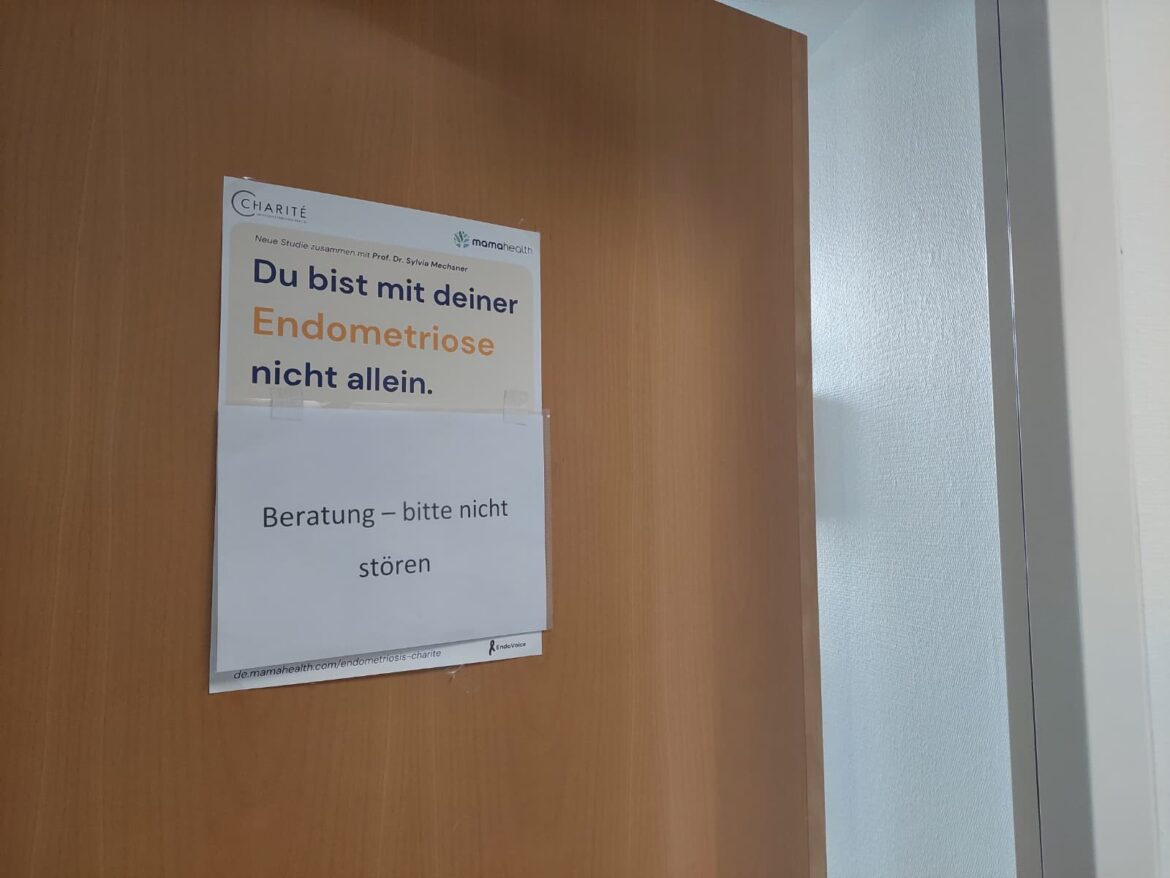 CHARITÉ
mamahealth
Neue Studie zusammen mit Prof. Dr. Sylvia Mechsner
Du bist mit deiner
Endometriose
nicht allein.
Beratung – bitte nicht
stören
de.mamahealth.com/endometriosis-charite
EndoVoice